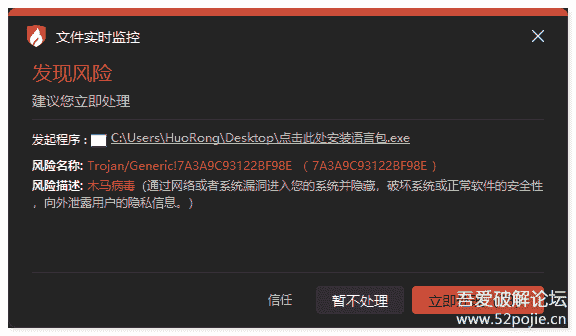 文件实时监控
发现风险
建议您立即处理
发起程序： C:\Users\HuoRong\Desktop\点击此处安装语言包.exe
风险名称: Trojan/Generic!7A3A9C93122BF98E （ 7A3A9C93122BF98E ）
风险描述: 木马病毒（通过网络或者系统漏洞进入您的系统并隐藏，破坏系统或正常软件的安全性
，向外泄露用户的隐私信息。）
信任
暂不处理
立即
吾爱破解论坛
www.52pojie.cn